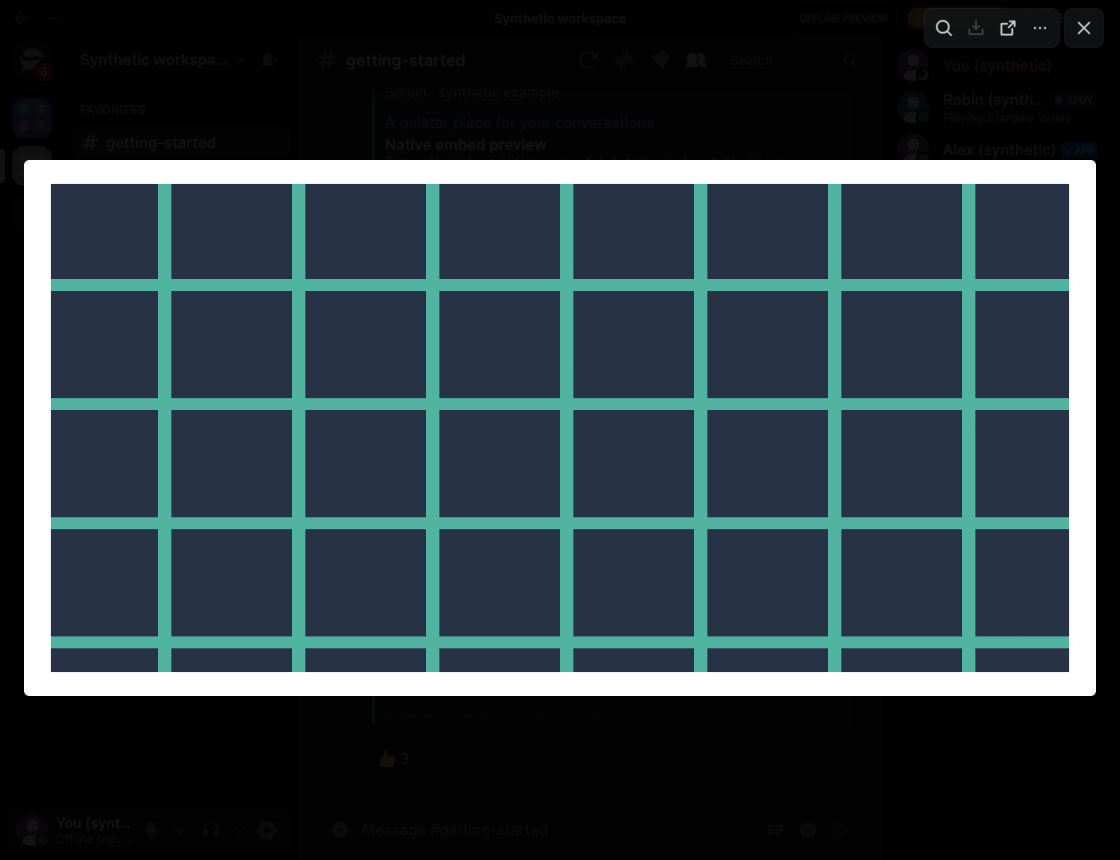 Synthetic workspace
OFFLINE PREVIEW
3
Synthetic workspa...
getting-started
Search
You (synthetic)
FAVORITES
getting-started
Serein · synthetic example
A quieter place for your conversations
Native embed preview
Robin (synth...
SPDY
Playing Stardew Valley
Alex (synthetic)
APP
3
You (synt...
Offline prev...
Message #getting-started
GIF